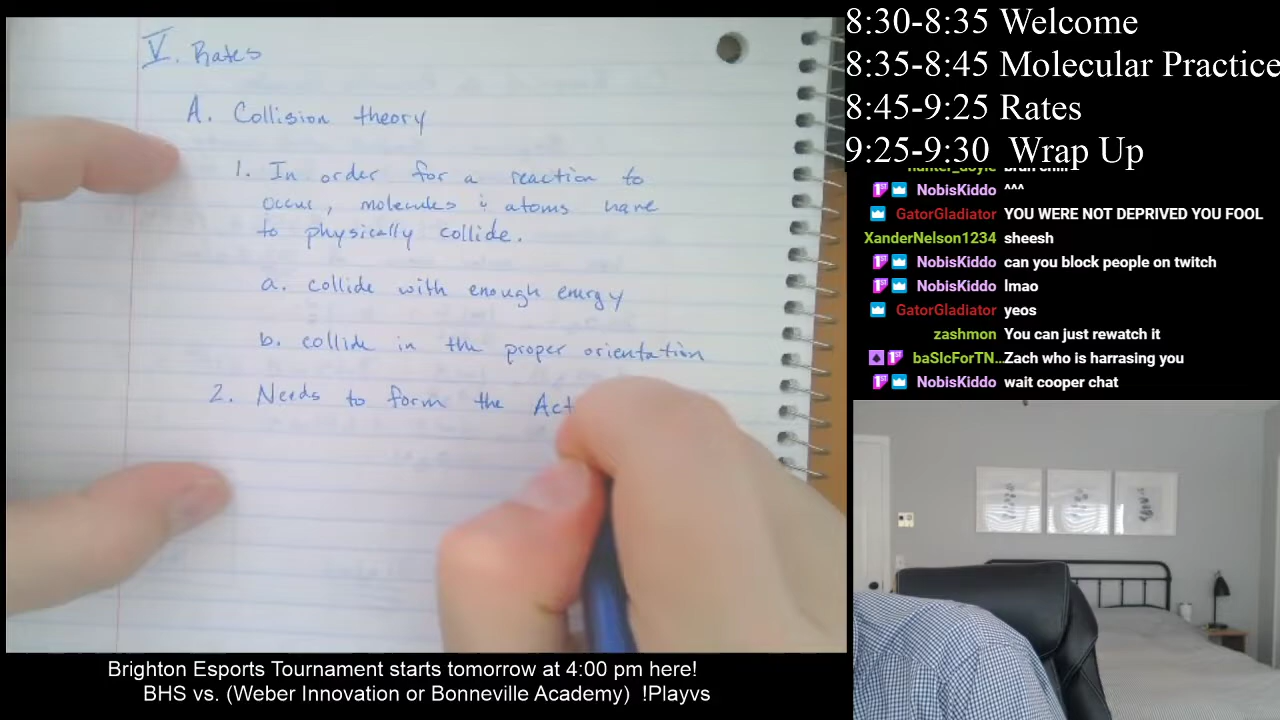 V. Rates
A. Collision theory
1. In order for a reaction to
occur, molecules & atoms have
to physically collide.
a. collide with enough energy
b. collide in the proper orientation
2. Needs to form the Act
8:30-8:35 Welcome
8:35-8:45 Molecular Practice
8:45-9:25 Rates
9:25-9:30 Wrap Up
NobisKiddo ^^^
GatorGladiator YOU WERE NOT DEPRIVED YOU FOOL
XanderNelson1234 sheesh
NobisKiddo can you block people on twitch
NobisKiddo lmao
GatorGladiator yeos
zashmon You can just rewatch it
baSIcForTN... Zach who is harrasing you
NobisKiddo wait cooper chat
Brighton Esports Tournament starts tomorrow at 4:00 pm here!
BHS vs. (Weber Innovation or Bonneville Academy) !Playvs